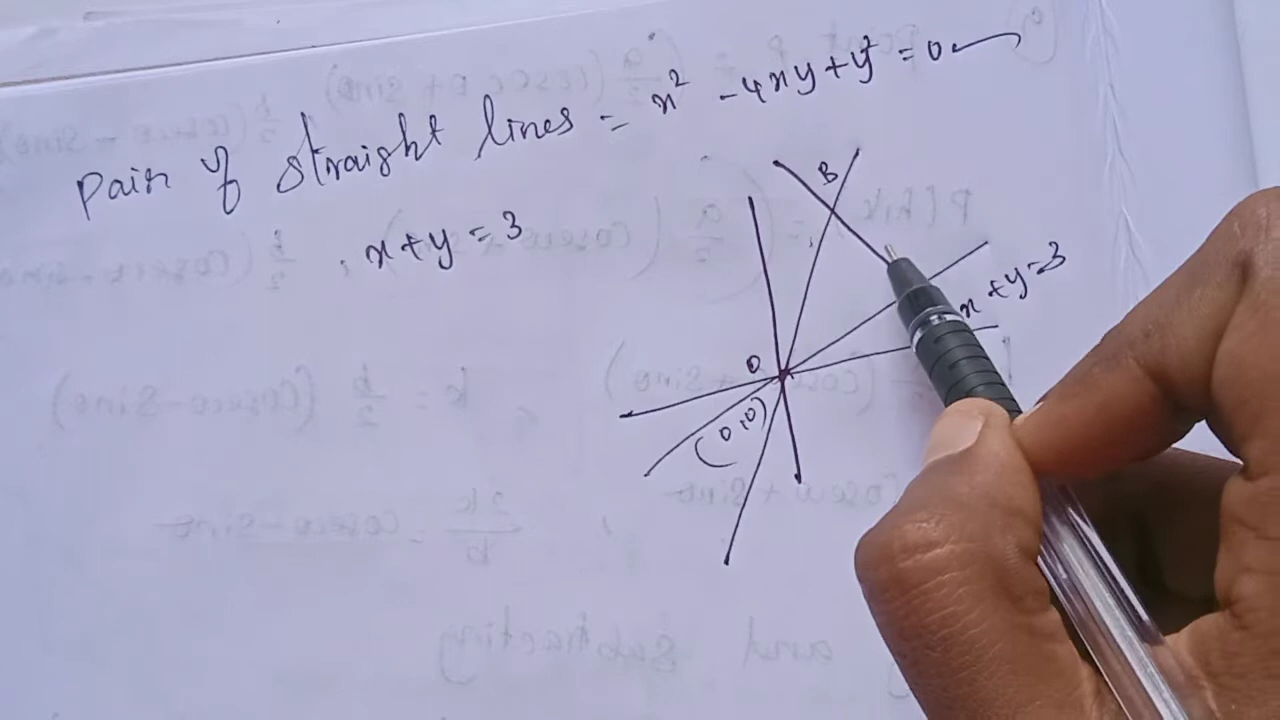 Pair of straight lines = x² - 4xy + y² = 0
, x + y = 3
B
x + y = 3
O
(0,0)